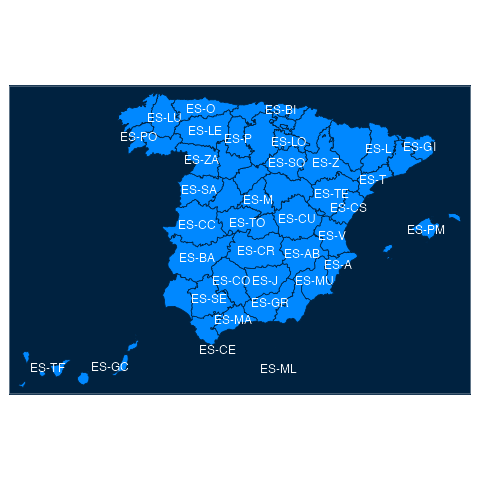 ES-O
ES-BI
ES-LU
ES-LE
ES-PO
ES-P
ES-LO
ES-L
ES-GI
ES-ZA
ES-SO
ES-Z
ES-T
ES-SA
ES-M
ES-TE
ES-CS
ES-CC
ES-TO
ES-CU
ES-V
ES-PM
ES-BA
ES-CR
ES-AB
ES-A
ES-CO
ES-J
ES-MU
ES-SE
ES-GR
ES-MA
ES-CE
ES-TF
ES-GC
ES-ML